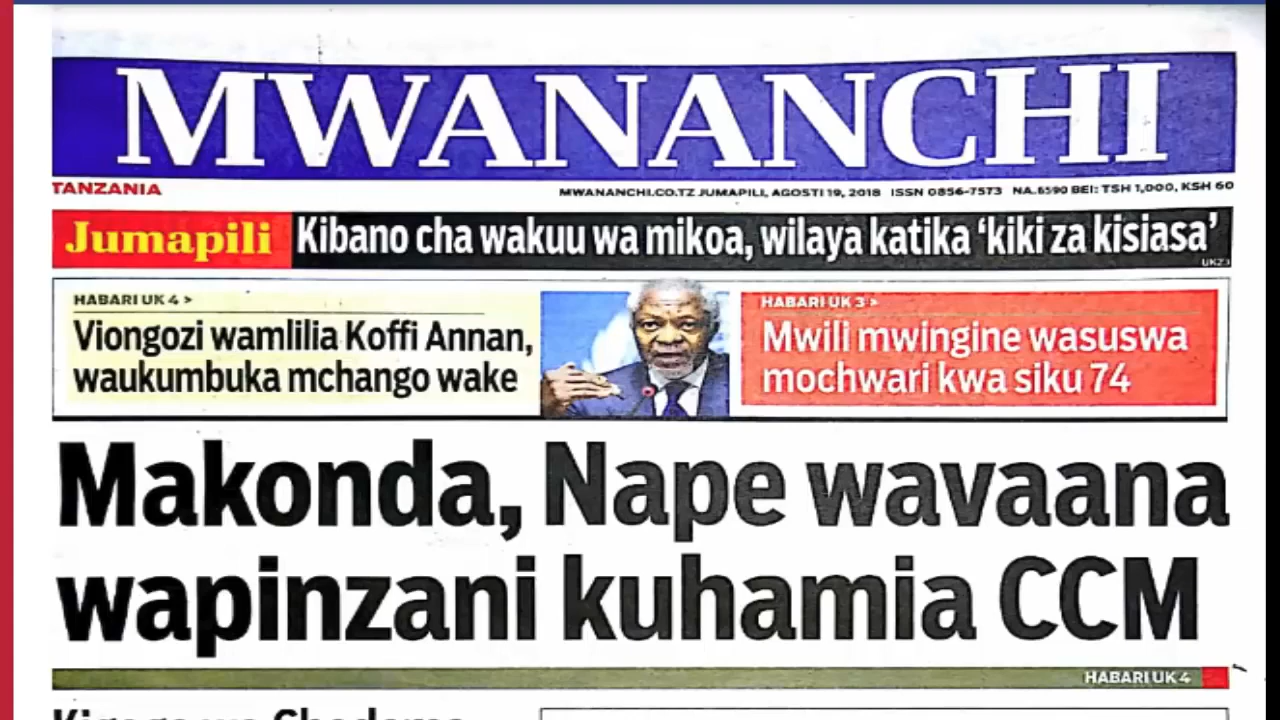 MWANANCHI
TANZANIA
MWANANCHI.CO.TZ JUMAPILI, AGOSTI 19, 2018 ISSN 0856-7573 NA.6590 BEI: TSH 1,000, KSH 60
Jumapili Kibano cha wakuu wa mikoa, wilaya katika ‘kiki za kisiasa’
HABARI UK 4 >
Viongozi wamlilia Koffi Annan,
waukumbuka mchango wake
HABARI UK 3 >
Mwili mwingine wasuswa
mochwari kwa siku 74
Makonda, Nape wavaana
wapinzani kuhamia CCM
HABARI UK 4